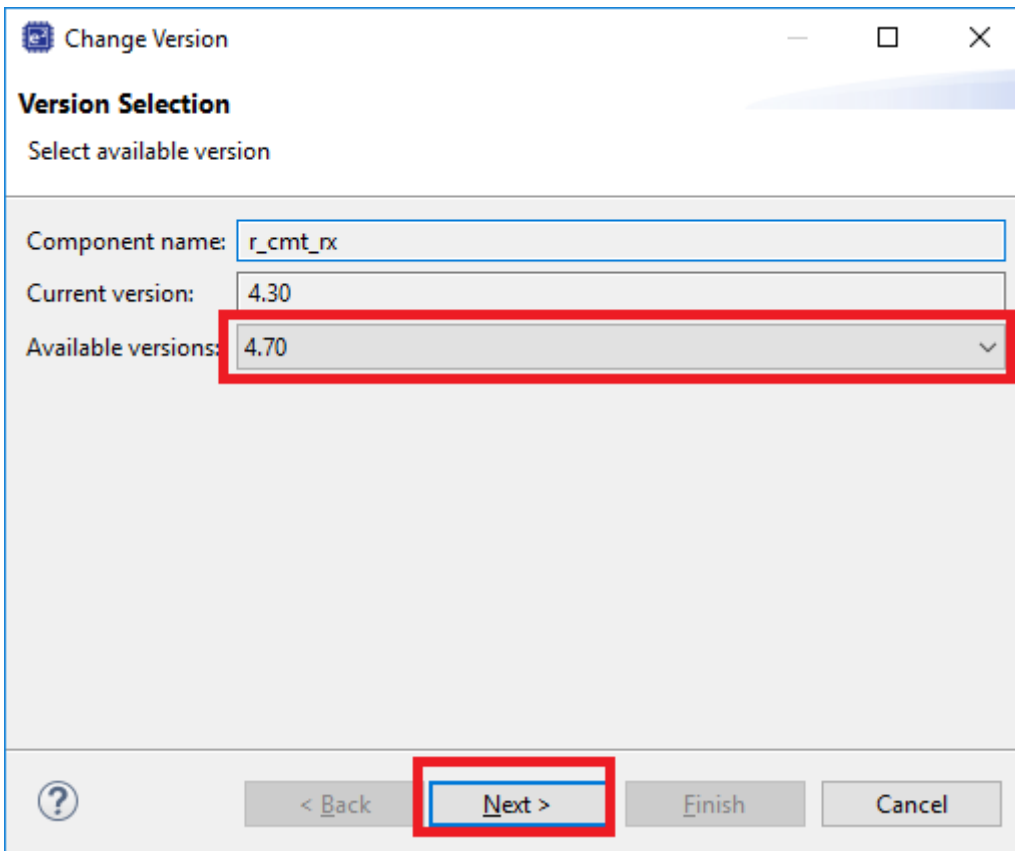 Change Version
Version Selection
Select available version
Component name: r_cmt_rx
Current version: 4.30
Available versions: 4.70
? < Back Next > Finish Cancel